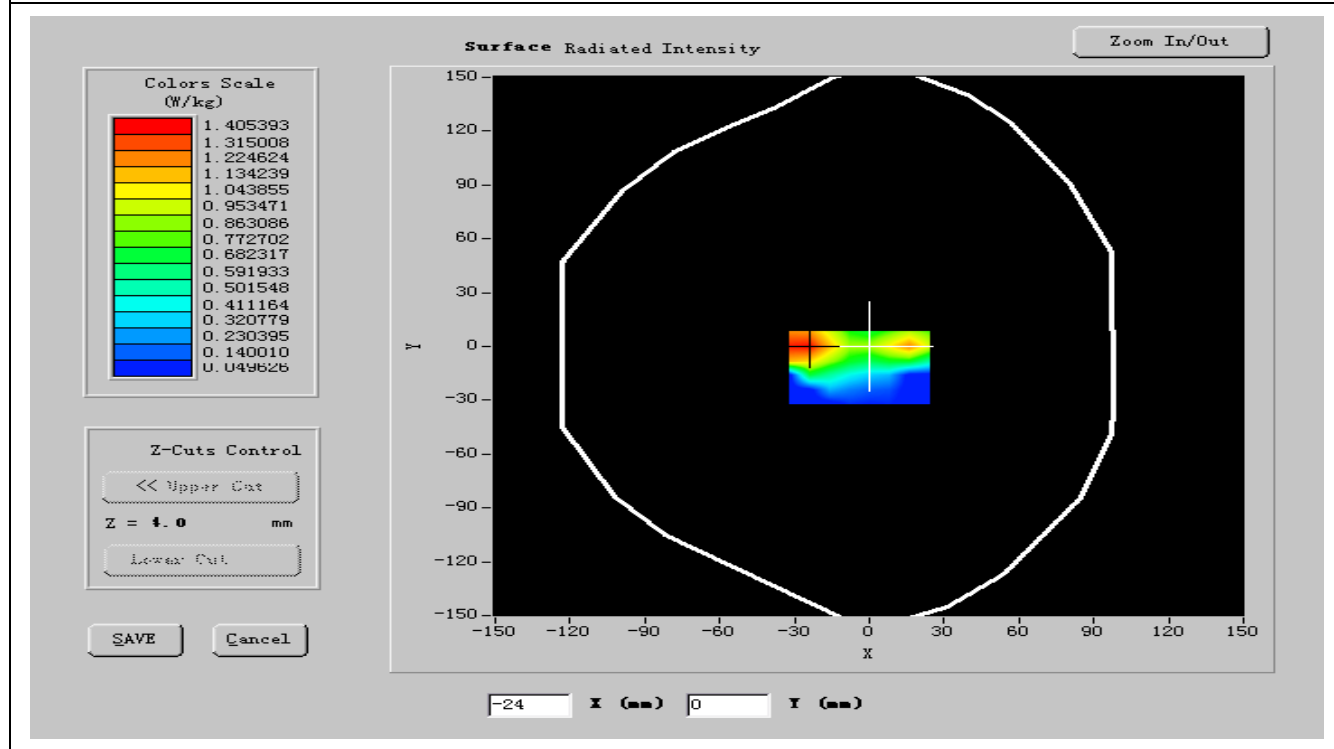 Surface Radiated Intensity
Zoom In/Out
Colors Scale
(W/kg)
1.405393
1.315008
1.224624
1.134239
1.043855
0.953471
0.863086
0.772702
0.682317
0.591933
0.501548
0.411164
0.320779
0.230395
0.140010
0.049626
Z-Cuts Control
<< Upper Cut
Z = 4.0 mm
Lower Cut
SAVE
Cancel
150
120
90
60
30
0
-30
-60
-90
-120
-150
Y
-150 -120 -90 -60 -30 0 30 60 90 120 150
X
-24 X (mm) 0 Y (mm)